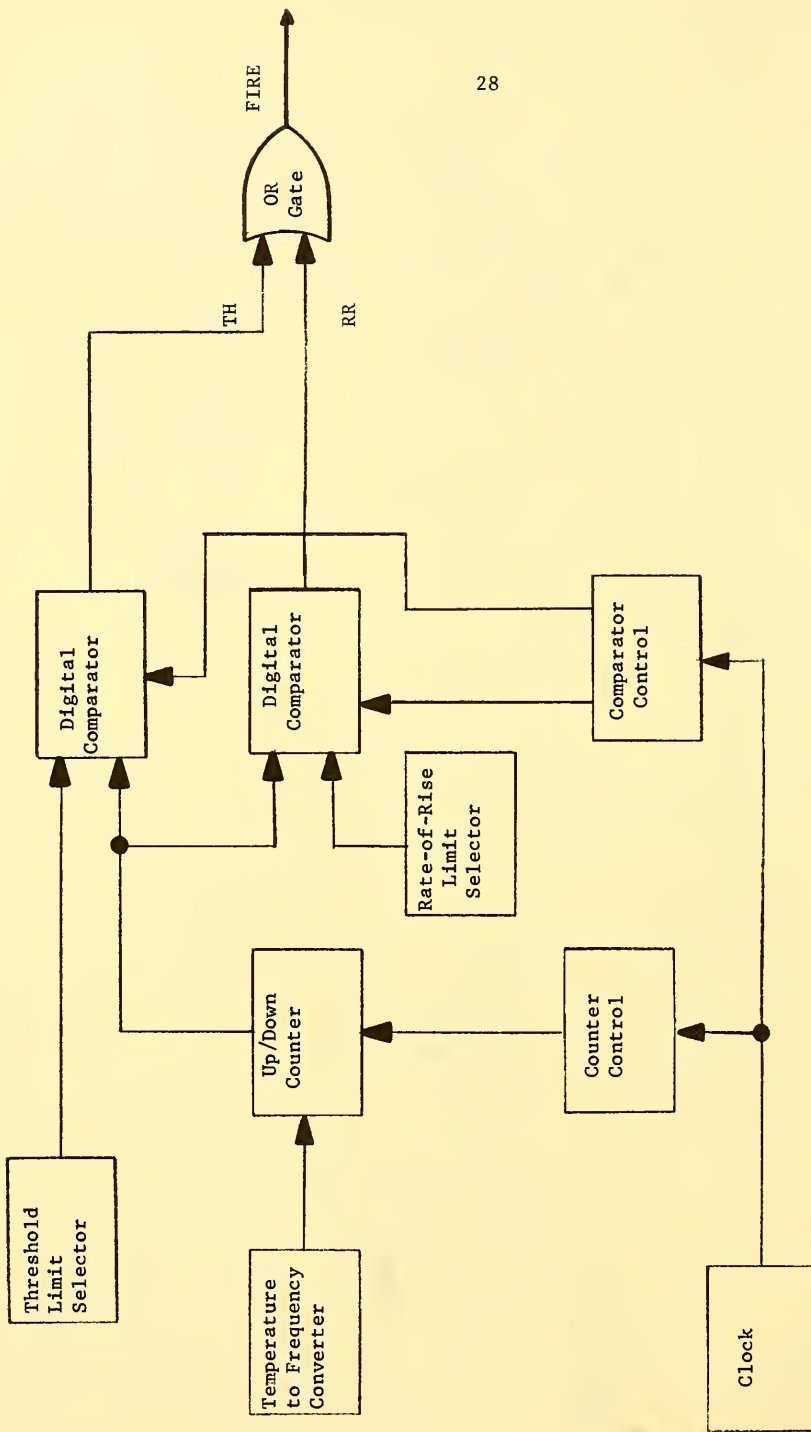 28
Threshold
Limit
Selector
Temperature
to Frequency
Converter
Clock
Up/Down
Counter
Counter
Control
Rate-of-Rise
Limit
Selector
Digital
Comparator
Digital
Comparator
Comparator
Control
TH
RR
OR
Gate
FIRE